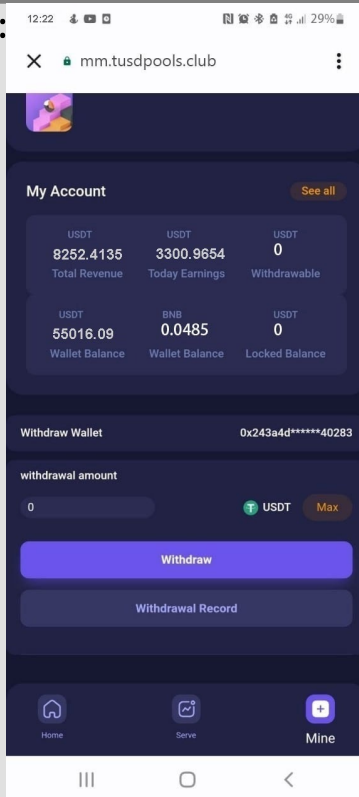 12:22
29%
mm.tusdpools.club
My Account
See all
USDT USDT USDT
8252.4135 3300.9654 0
Total Revenue Today Earnings Withdrawable
USDT BNB USDT
55016.09 0.0485 0
Wallet Balance Wallet Balance Locked Balance
Withdraw Wallet 0x243a4d******40283
withdrawal amount
0 USDT Max
Withdraw
Withdrawal Record
Home Serve Mine